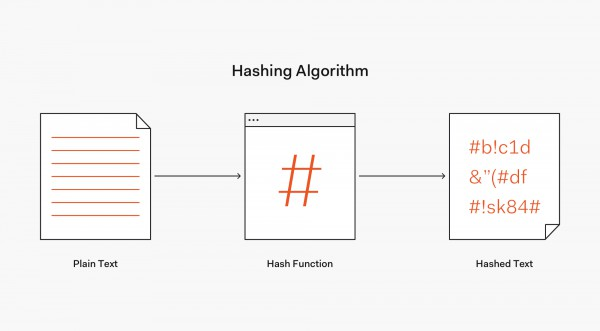 Hashing Algorithm
#
#b!c1d
&”(#df
#!sk84#
Plain Text
Hash Function
Hashed Text